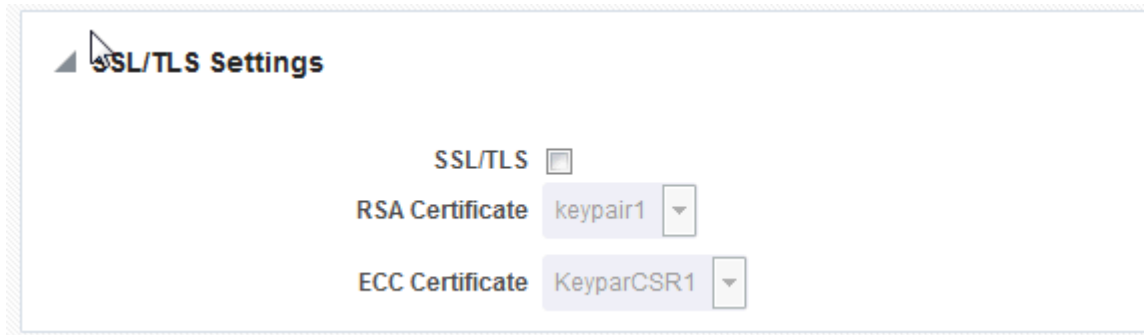 SSL/TLS Settings
SSL/TLS
RSA Certificate keypair1
ECC Certificate KeyparCSR1